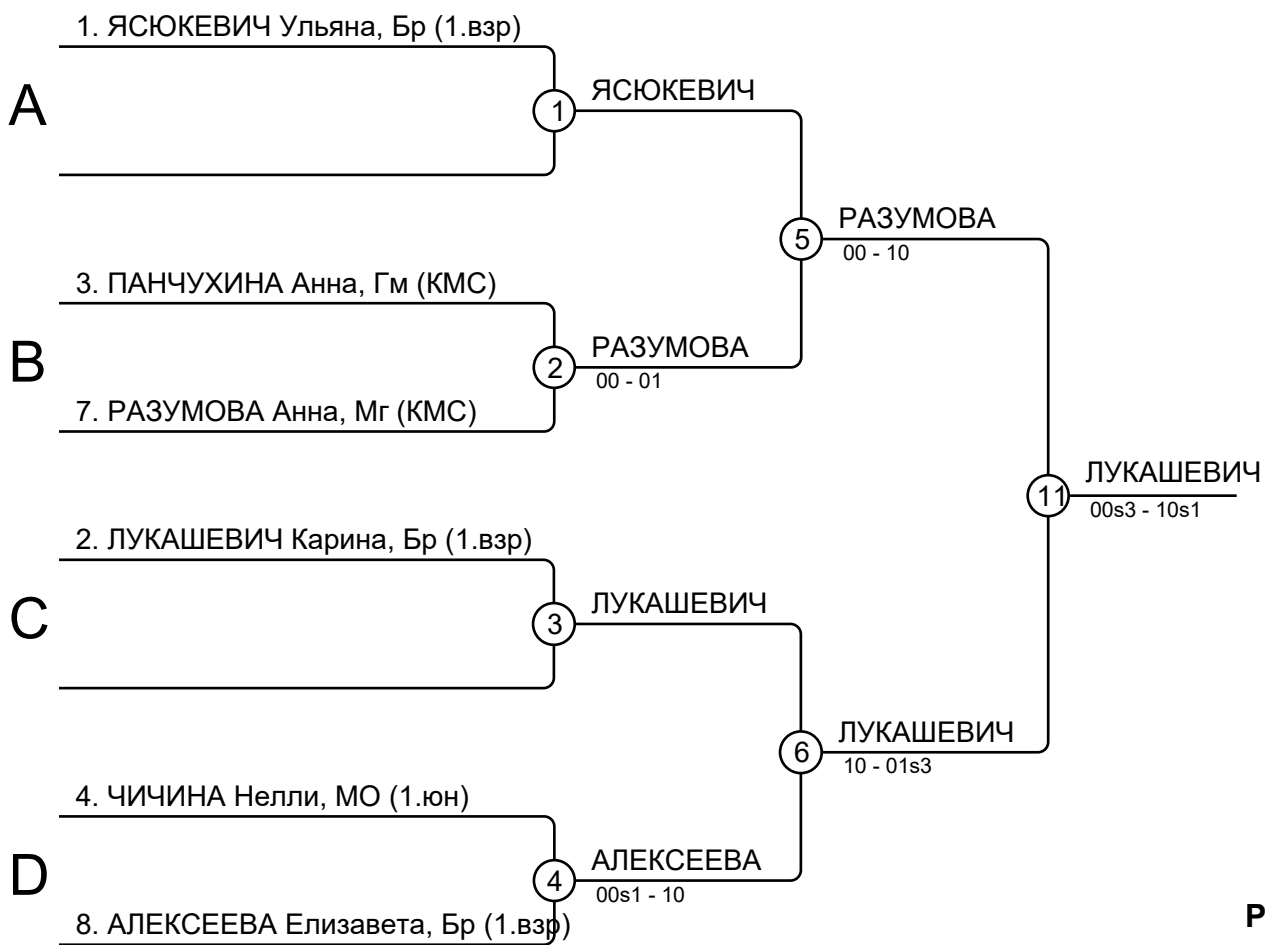 1. ЯСЮКЕВИЧ Ульяна, Бр (1.взр)
A
1
ЯСЮКЕВИЧ
5
РАЗУМОВА
00 - 10
3. ПАНЧУХИНА Анна, Гм (КМС)
B
2
РАЗУМОВА
00 - 01
7. РАЗУМОВА Анна, Мг (КМС)
11
ЛУКАШЕВИЧ
00s3 - 10s1
2. ЛУКАШЕВИЧ Карина, Бр (1.взр)
C
3
ЛУКАШЕВИЧ
6
ЛУКАШЕВИЧ
10 - 01s3
4. ЧИЧИНА Нелли, МО (1.юн)
D
4
АЛЕКСЕЕВА
00s1 - 10
8. АЛЕКСЕЕВА Елизавета, Бр (1.взр)
Р